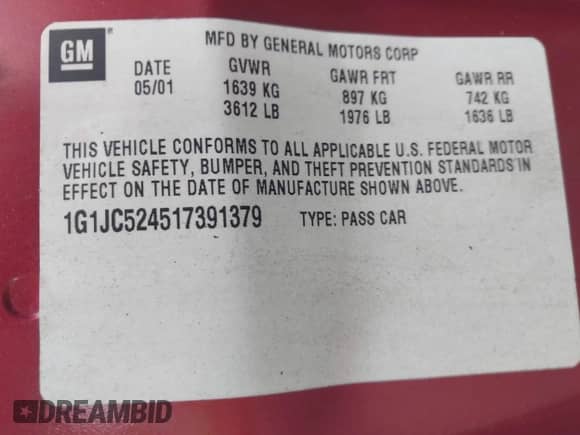 GM
MFD BY GENERAL MOTORS CORP
DATE GVWR GAWR FRT GAWR RR
05/01 1639 KG 897 KG 742 KG
3612 LB 1976 LB 1636 LB
THIS VEHICLE CONFORMS TO ALL APPLICABLE U.S. FEDERAL MOTOR
VEHICLE SAFETY, BUMPER, AND THEFT PREVENTION STANDARDS IN
EFFECT ON THE DATE OF MANUFACTURE SHOWN ABOVE.
1G1JC524517391379 TYPE: PASS CAR
DREAMBID